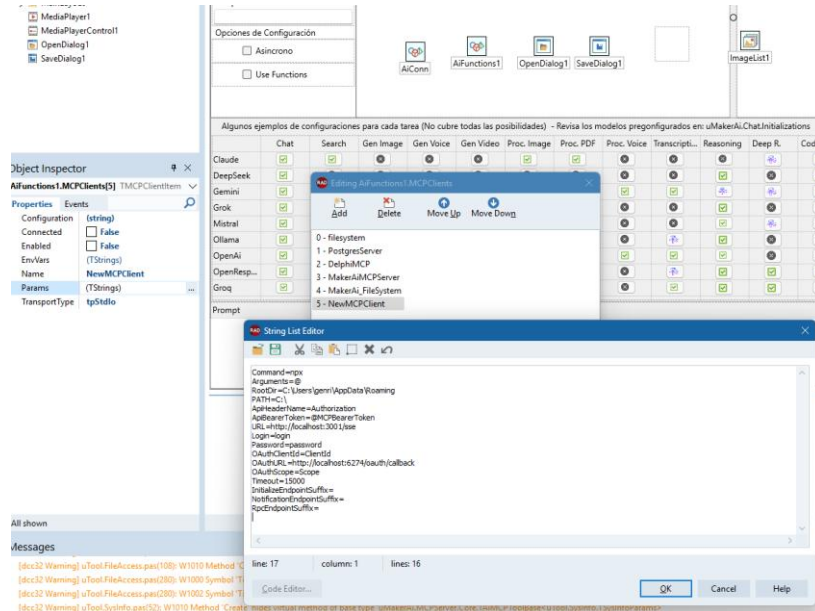 MediaPlayer1
MediaPlayerControl1
OpenDialog1
SaveDialog1
Opciones de Configuración
Asincrono
Use Functions
AiConn
AiFunctions1
OpenDialog1
SaveDialog1
ImageList1
Algunos ejemplos de configuraciones para cada tarea (No cubre todas las posibilidades) - Revisa los modelos pregonfigurados en: uMakerAi.Chat.Initializations
Chat Search Gen Image Gen Voice Gen Video Proc. Image Proc. PDF Proc. Voice Transcripti... Reasoning Deep R. Cod
Claude
DeepSeek
Gemini
Grok
Mistral
Ollama
OpenAi
OpenResp...
Groq
Prompt
Object Inspector
AiFunctions1.MCPClients[5] TMCPClientItem
Properties Events
Configuration (string)
Connected False
Enabled False
EnvVars (TStrings)
Name NewMCPClient
Params (TStrings) ...
TransportType tpStdIo
All shown
Editing AiFunctions1.MCPClients
Add Delete Move Up Move Down
0 - filesystem
1 - PostgresServer
2 - DelphiMCP
3 - MakerAiMCPServer
4 - MakerAi_FileSystem
5 - NewMCPClient
String List Editor
Command=npx
Arguments=@
RootDir=C:\Users\genri\AppData\Roaming
PATH=C:\
ApiHeaderName=Authorization
ApiBearerToken=@MCPBearerToken
URL=http://localhost:3001/sse
Login=login
Password=password
OAuthClientId=ClientId
OAuthURL=http://localhost:6274/oauth/callback
OAuthScope=Scope
Timeout=15000
InitializeEndpointSuffix=
NotificationEndpointSuffix=
RpcEndpointSuffix=
line: 17 column: 1 lines: 16
Code Editor... OK Cancel Help
Messages
[dcc32 Warning] uTool.FileAccess.pas(108): W1010 Method 'C
[dcc32 Warning] uTool.FileAccess.pas(280): W1000 Symbol 'T
[dcc32 Warning] uTool.FileAccess.pas(280): W1002 Symbol 'T
[dcc32 Warning] uTool.SysInfo.pas(52): W1010 Method 'Create' hides virtual method of base type